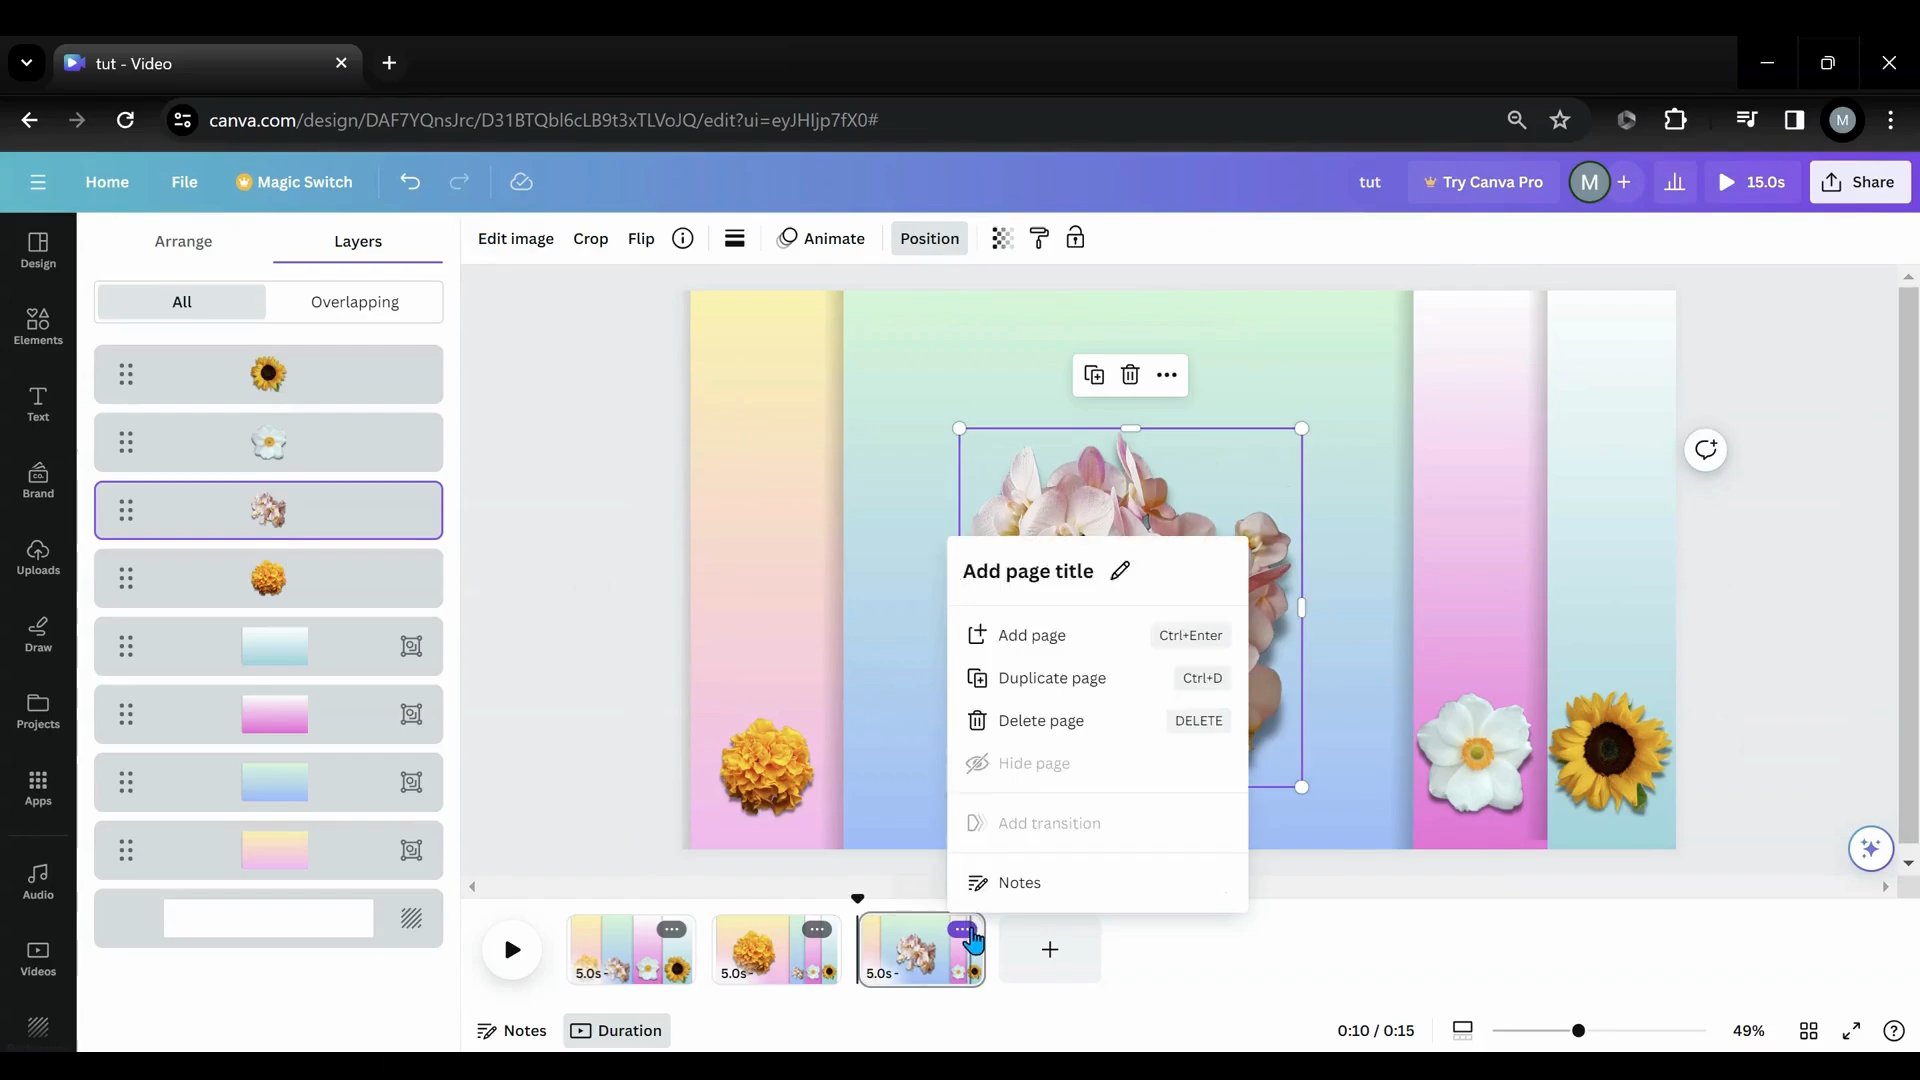 tut - Video
canva.com/design/DAF7YQnsJrc/D31BTQbl6cLB9t3xTLVoJQ/edit?ui=eyJHIjp7fX0#
M
Home File Magic Switch
tut Try Canva Pro M 15.0s Share
Design
Elements
Text
Brand
Uploads
Draw
Projects
Apps
Audio
Videos
Arrange Layers
All Overlapping
Edit image Crop Flip Animate Position
Add page title
Add page Ctrl+Enter
Duplicate page Ctrl+D
Delete page DELETE
Hide page
Add transition
Notes
5.0s 5.0s 5.0s
Notes Duration
0:10 / 0:15 49%